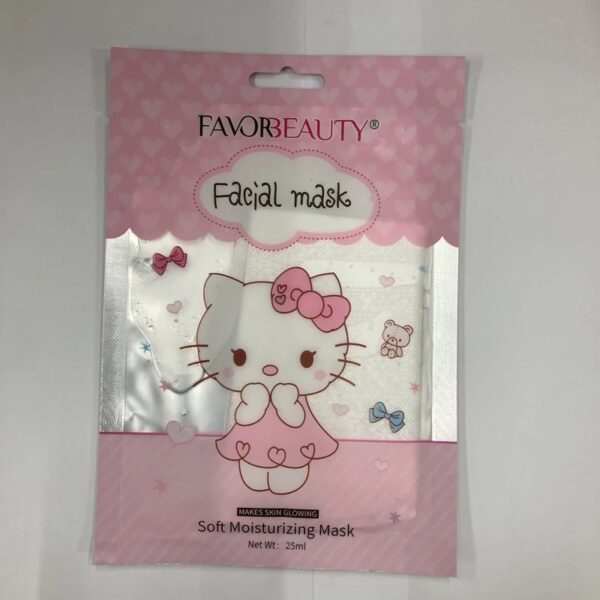 FAVORBEAUTY®
Facial mask
MAKES SKIN GLOWING
Soft Moisturizing Mask
Net Wt: 25ml